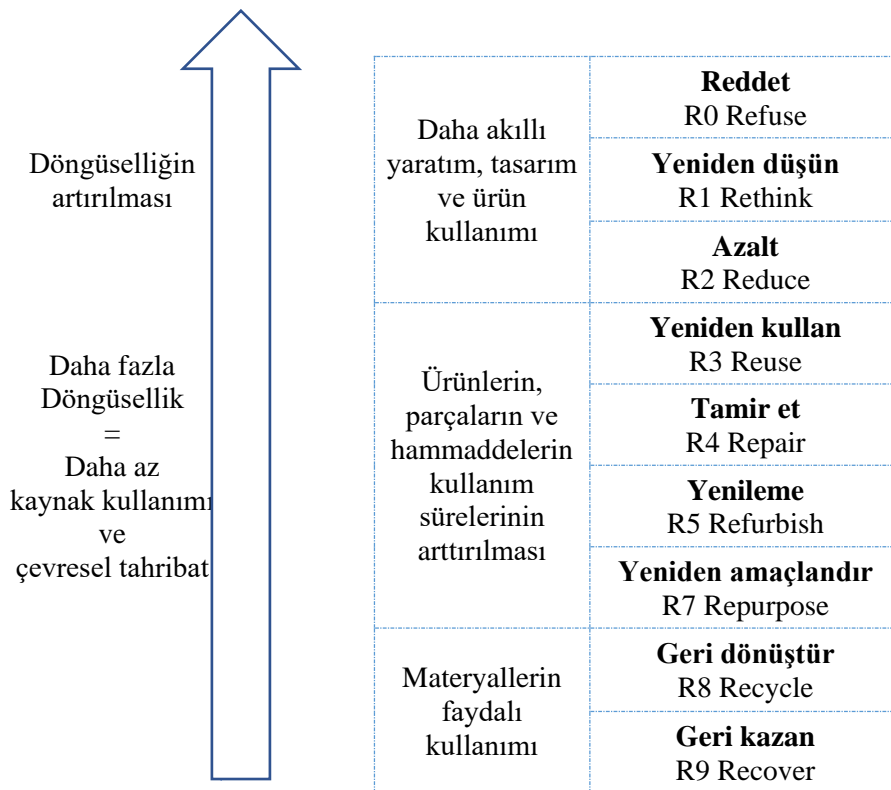 Döngüselliğin
artırılması
Daha fazla
Döngüsellik
=
Daha az
kaynak kullanımı
ve
çevresel tahribat
Daha akıllı
yaratım, tasarım
ve ürün
kullanımı
Reddet
R0 Refuse
Yeniden düşün
R1 Rethink
Azalt
R2 Reduce
Ürünlerin,
parçaların ve
hammaddelerin
kullanım
sürelerinin
arttırılması
Yeniden kullan
R3 Reuse
Tamir et
R4 Repair
Yenileme
R5 Refurbish
Yeniden amaçlandır
R7 Repurpose
Materyallerin
faydalı
kullanımı
Geri dönüştür
R8 Recycle
Geri kazan
R9 Recover